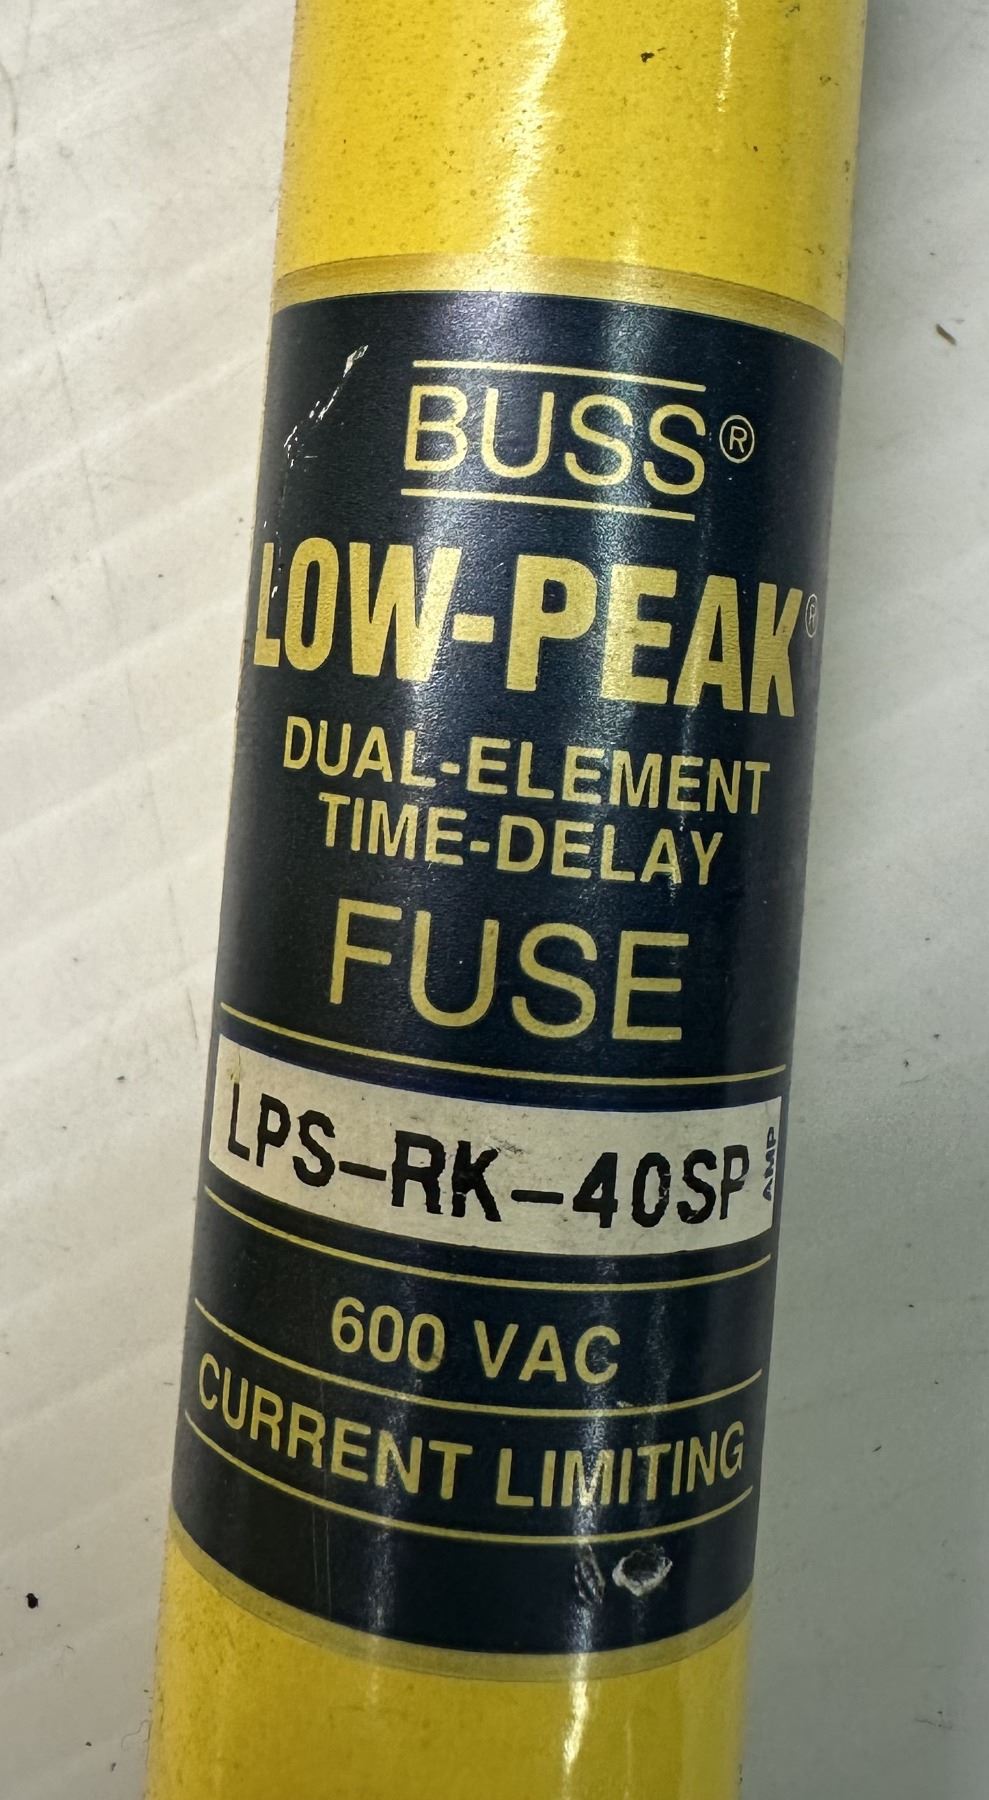 BUSS®
LOW-PEAK®
DUAL-ELEMENT
TIME-DELAY
FUSE
LPS-RK-40SP AMP
600 VAC
CURRENT LIMITING